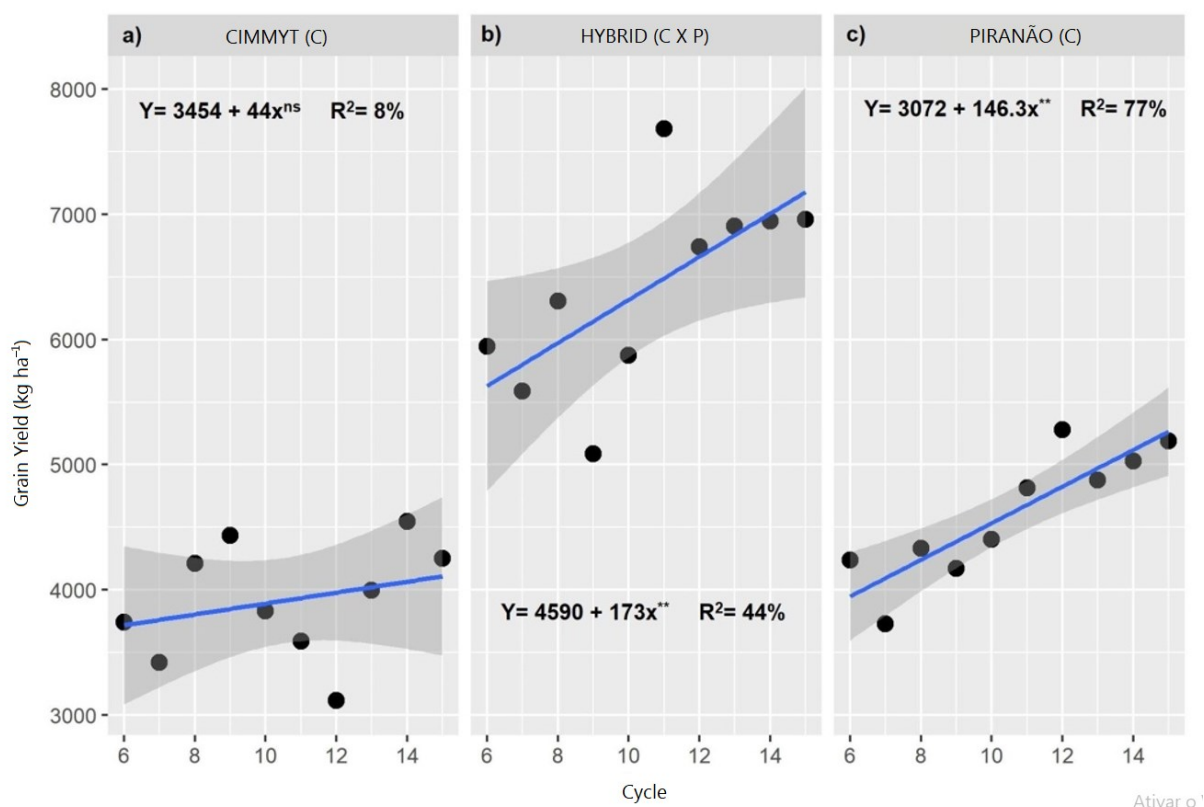 a) CIMMYT (C)
b) HYBRID (C X P)
c) PIRANÃO (C)
Y= 3454 + 44xⁿˢ R²= 8%
Y= 4590 + 173x** R²= 44%
Y= 3072 + 146.3x** R²= 77%
Grain Yield (kg ha⁻¹)
8000
7000
6000
5000
4000
3000
6 8 10 12 14
6 8 10 12 14
6 8 10 12 14
Cycle
Ativar o